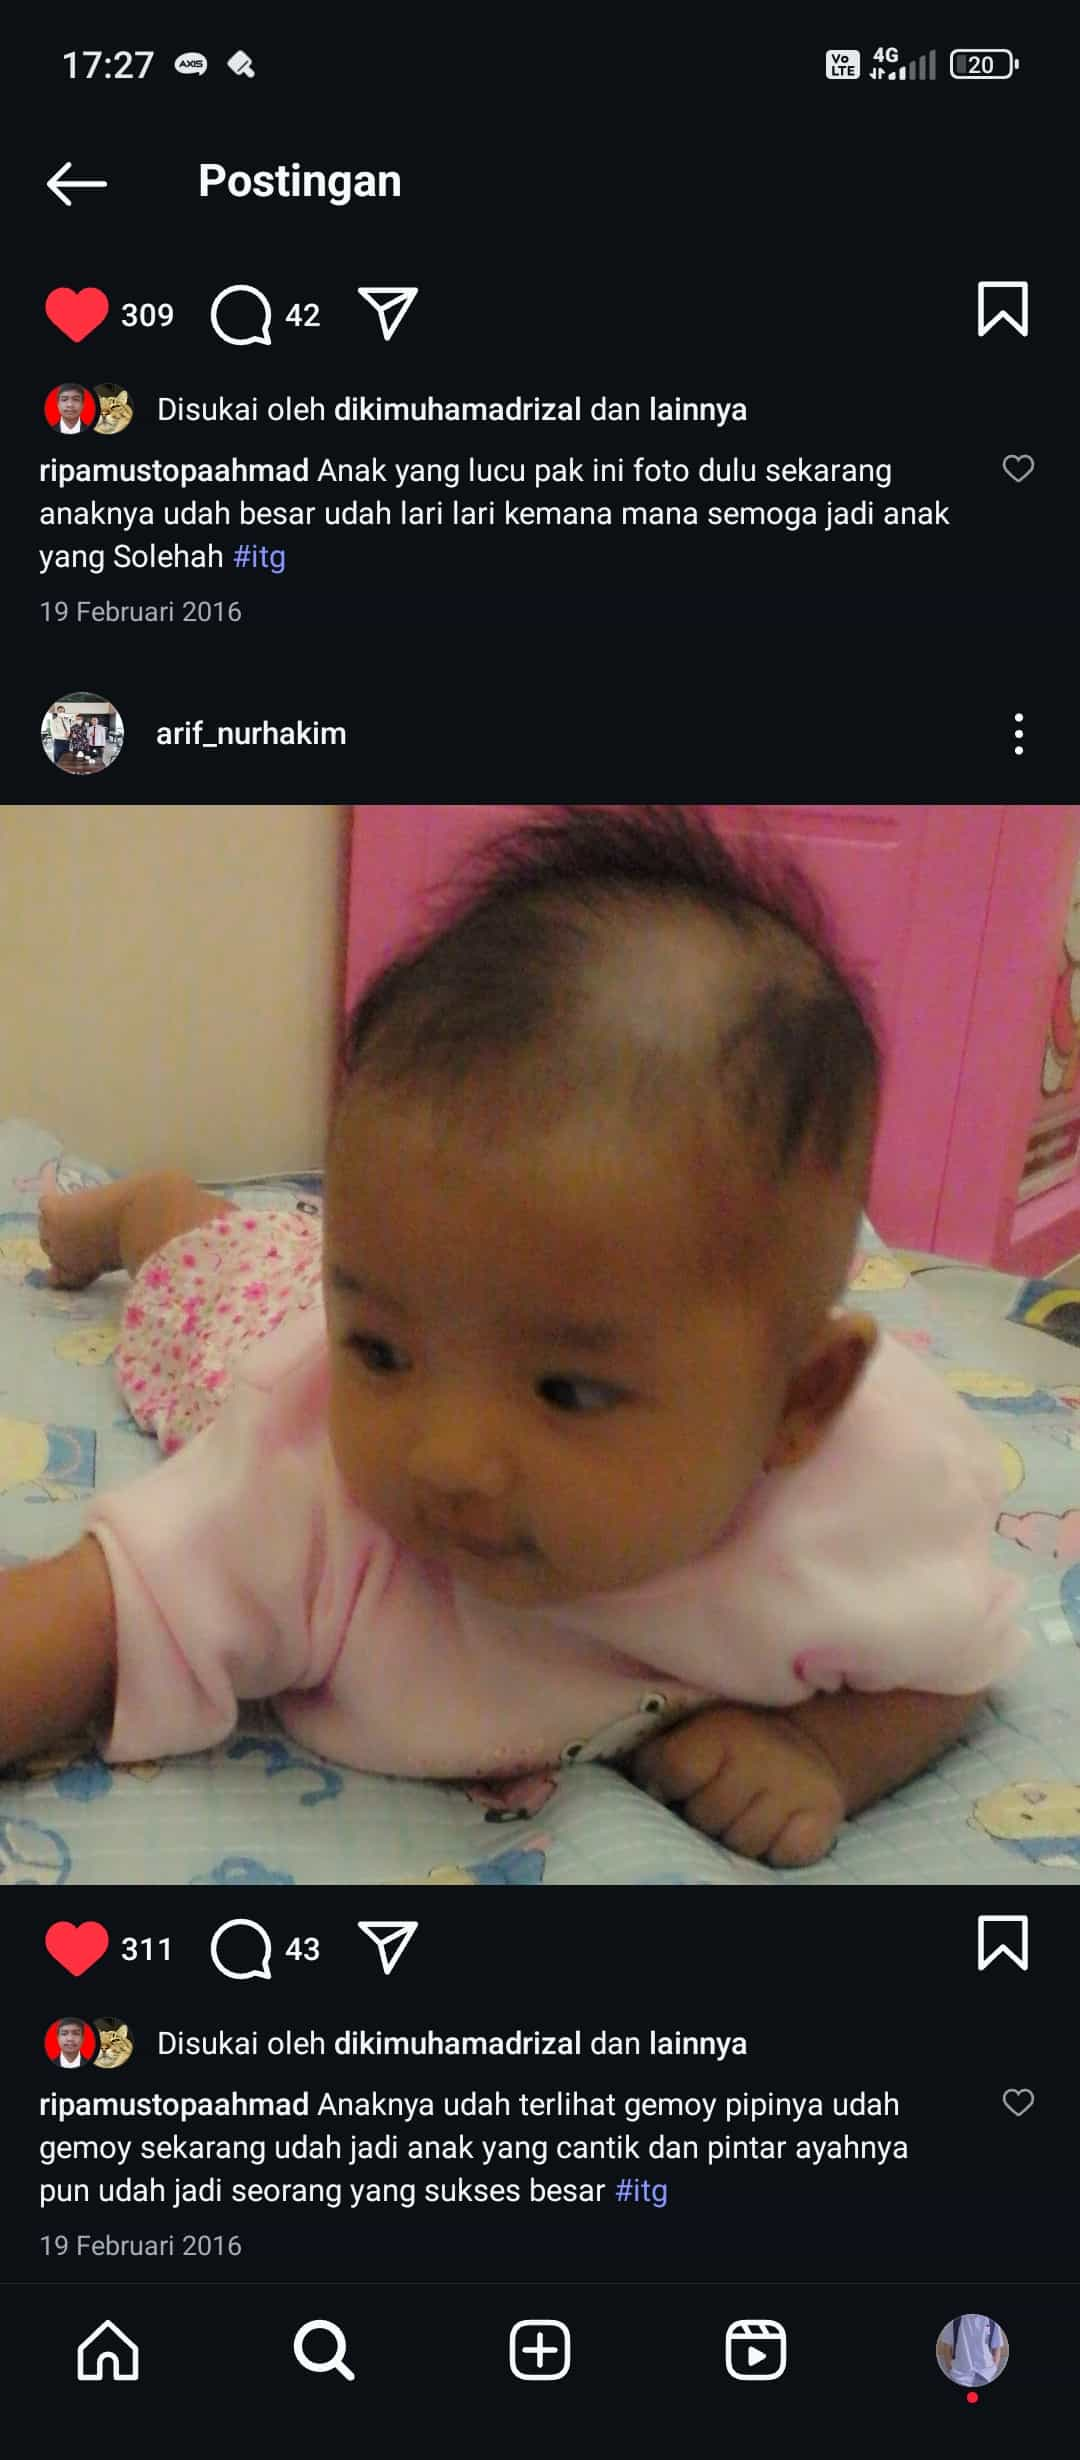 17:27 AXIS Vo LTE 4G 20
Postingan
309 42
Disukai oleh dikimuhamadrizal dan lainnya
ripamustopaahmad Anak yang lucu pak ini foto dulu sekarang
anaknya udah besar udah lari lari kemana mana semoga jadi anak
yang Solehah #itg
19 Februari 2016
arif_nurhakim
311 43
Disukai oleh dikimuhamadrizal dan lainnya
ripamustopaahmad Anaknya udah terlihat gemoy pipinya udah
gemoy sekarang udah jadi anak yang cantik dan pintar ayahnya
pun udah jadi seorang yang sukses besar #itg
19 Februari 2016